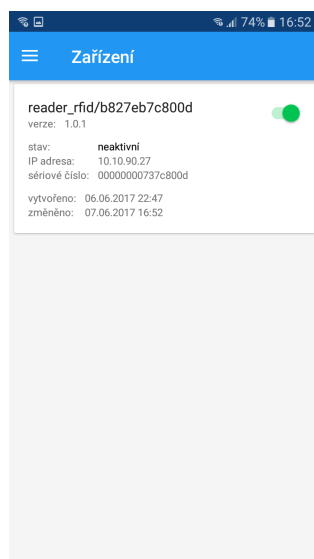 74% 16:52
Zařízení
reader_rfid/b827eb7c800d
verze: 1.0.1
stav: neaktivní
IP adresa: 10.10.90.27
sériové číslo: 00000000737c800d
vytvořeno: 06.06.2017 22:47
změněno: 07.06.2017 16:52